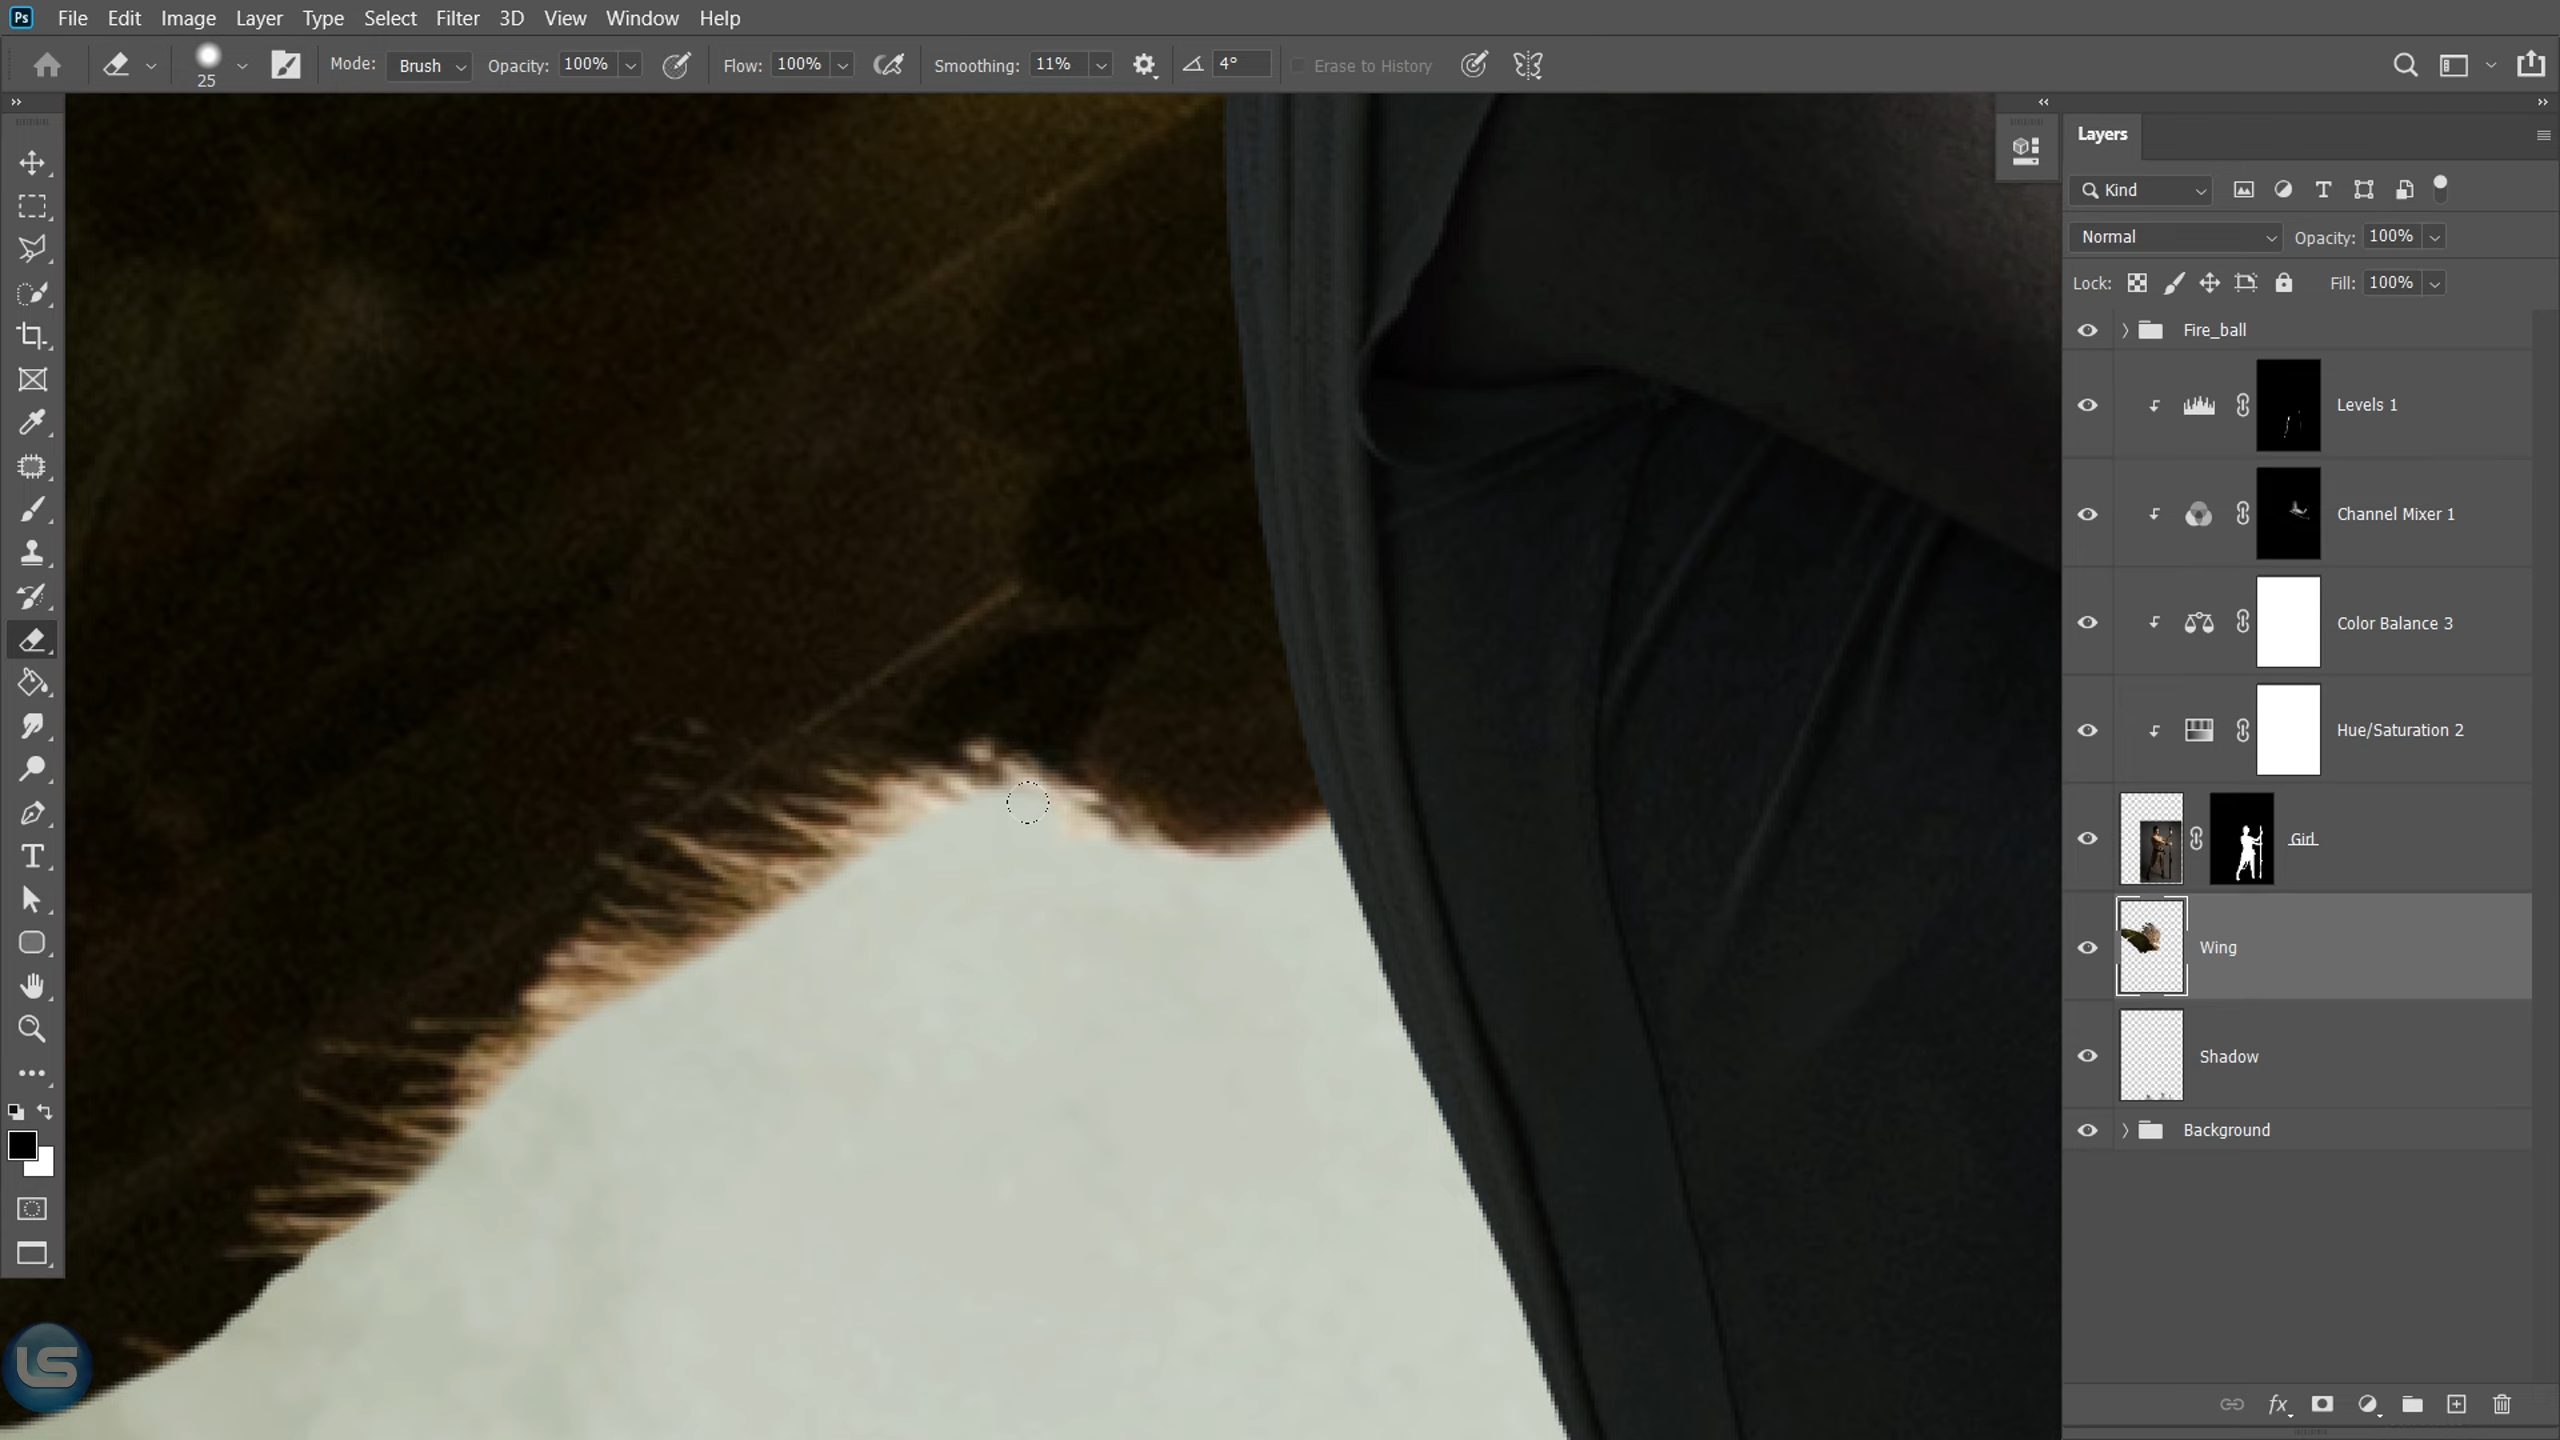 Ps File Edit Image Layer Type Select Filter 3D View Window Help
25 Mode: Brush Opacity: 100% Flow: 100% Smoothing: 11% 4° Erase to History
Layers
Kind
Normal Opacity: 100%
Lock: Fill: 100%
Fire_ball
Levels 1
Channel Mixer 1
Color Balance 3
Hue/Saturation 2
Girl
Wing
Shadow
Background
fx
LS